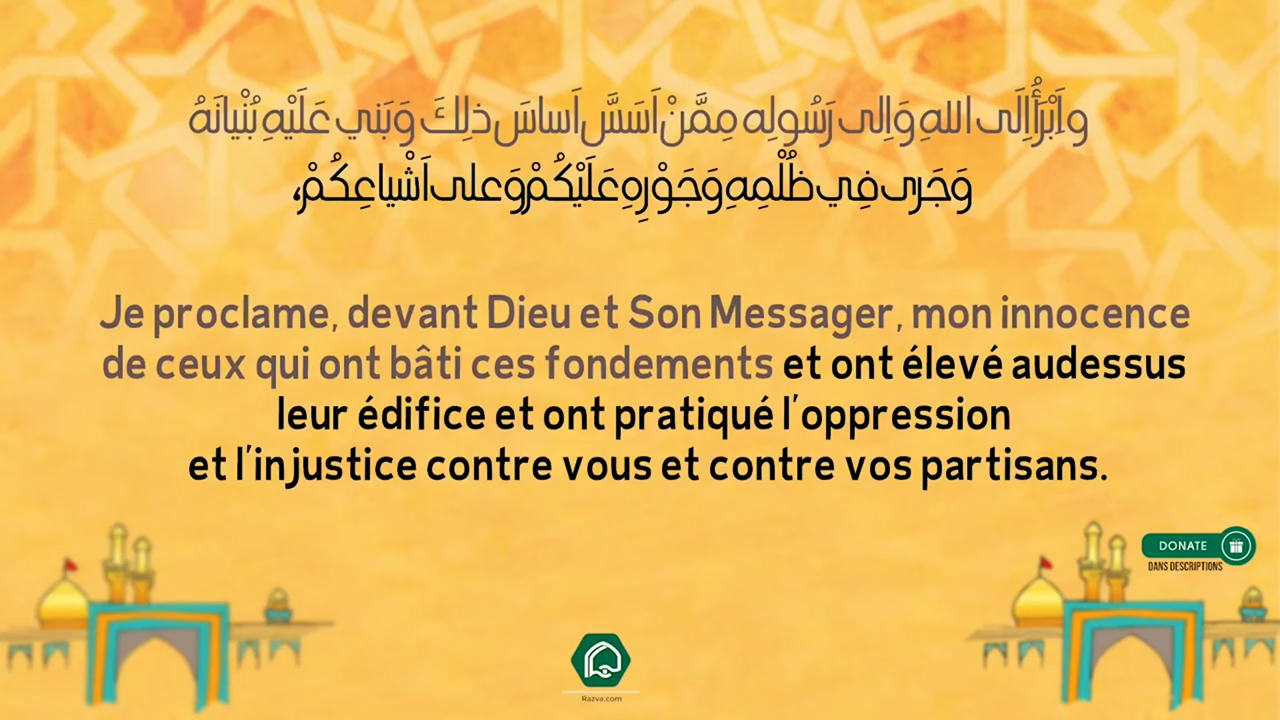 واَبْرَأُ إِلَى اللهِ وَإِلى رَسُولِهِ مِمَّنْ اَسَسَّ اَساسَ ذلِكَ وَبَني عَلَيْهِ بُنْيانَهُ
وَجَرى فِي ظُلْمِهِ وَجَوْرِهِ عَلَيْكُمْ وَعلى اَشْياعِكُمْ،
Je proclame, devant Dieu et Son Messager, mon innocence
de ceux qui ont bâti ces fondements et ont élevé audessus
leur édifice et ont pratiqué l'oppression
et l'injustice contre vous et contre vos partisans.
DONATE
DANS DESCRIPTIONS
Razva.com